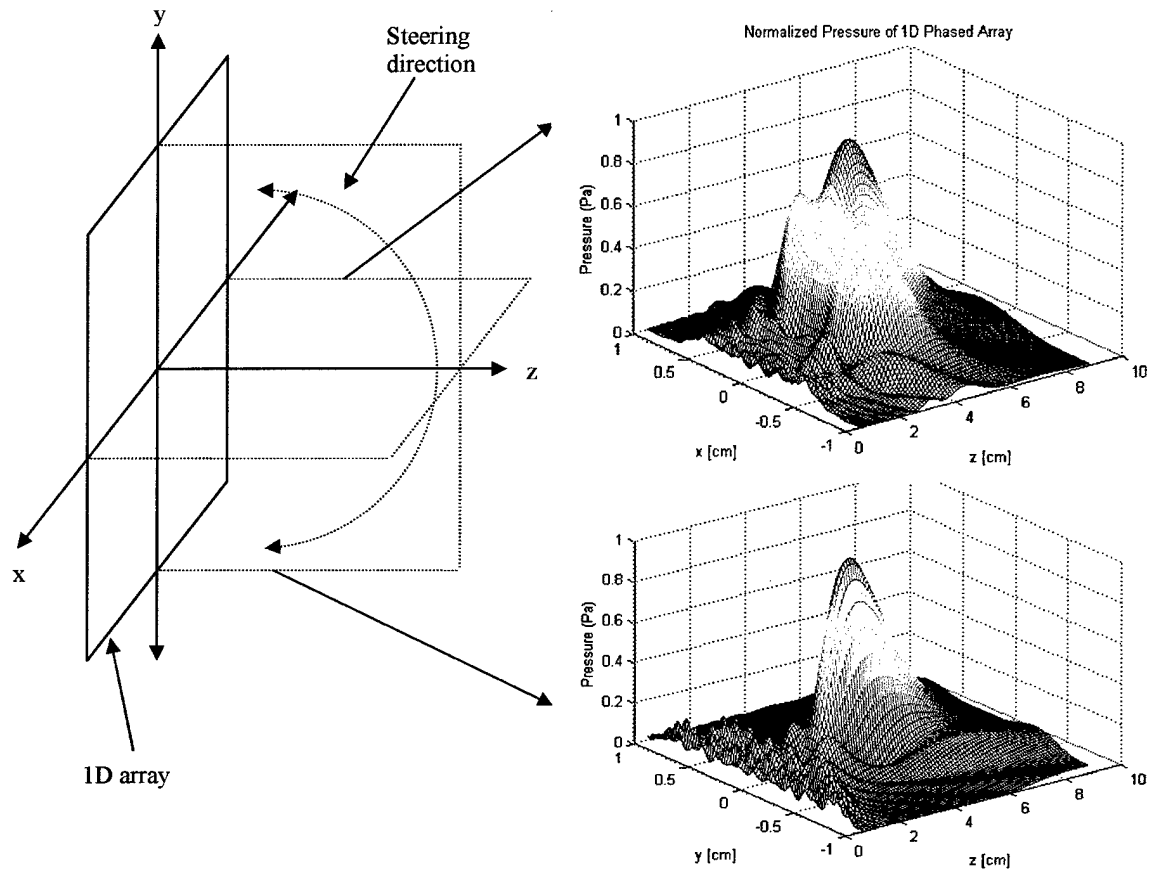 y
Steering
direction
z
x
1D array
Normalized Pressure of 1D Phased Array
Pressure (Pa)
1
0.8
0.6
0.4
0.2
0
1
0.5
0
-0.5
-1
x [cm]
0
2
4
6
8
10
z [cm]
Pressure (Pa)
1
0.8
0.6
0.4
0.2
0
1
0.5
0
-0.5
-1
y [cm]
0
2
4
6
8
10
z [cm]